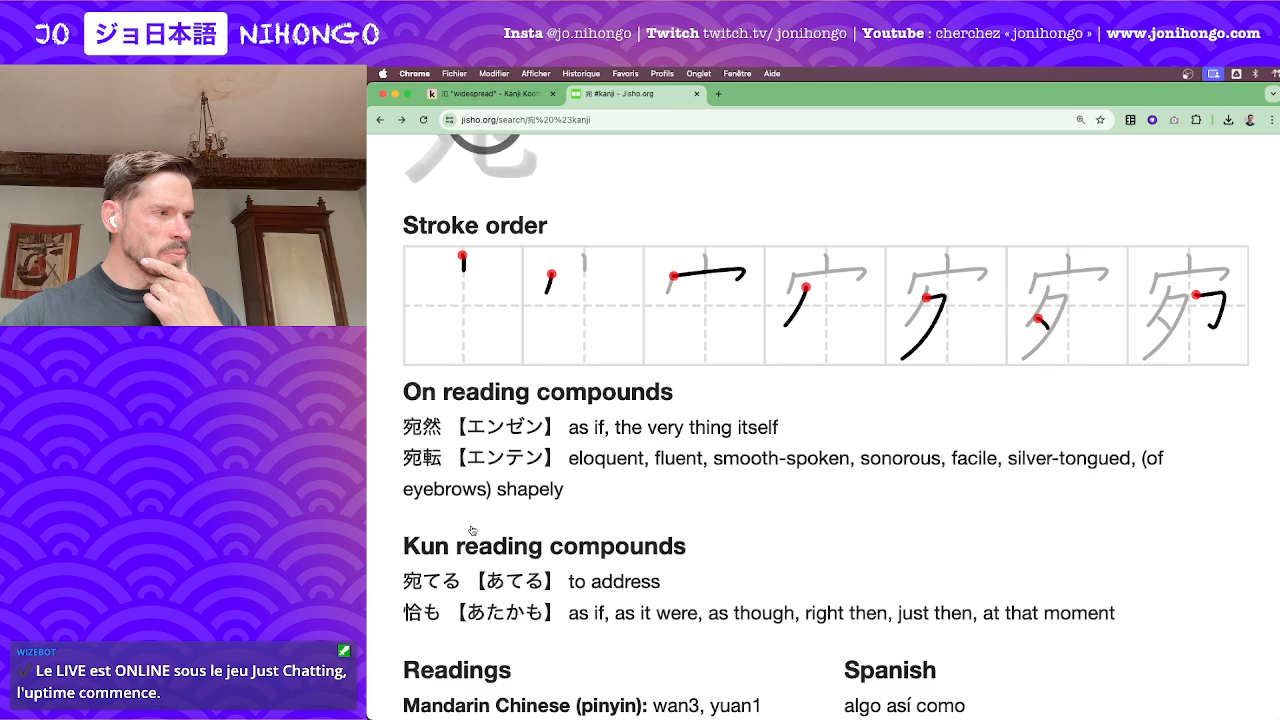 JO ジョ日本語 NIHONGO
Insta @jo.nihongo | Twitch twitch.tv/ jonihongo | Youtube : cherchez « jonihongo » | www.jonihongo.com
Chrome Fichier Modifier Afficher Historique Favoris Profils Onglet Fenêtre Aide
"widespread" - Kanji Kooh
宛 #kanji - Jisho.org
jisho.org/search/宛%20%23kanji
Stroke order
On reading compounds
宛然 【エンゼン】 as if, the very thing itself
宛転 【エンテン】 eloquent, fluent, smooth-spoken, sonorous, facile, silver-tongued, (of
eyebrows) shapely
Kun reading compounds
宛てる 【あてる】 to address
恰も 【あたかも】 as if, as it were, as though, right then, just then, at that moment
Readings
Mandarin Chinese (pinyin): wan3, yuan1
Spanish
algo así como
WIZEBOT
Le LIVE est ONLINE sous le jeu Just Chatting,
l'uptime commence.